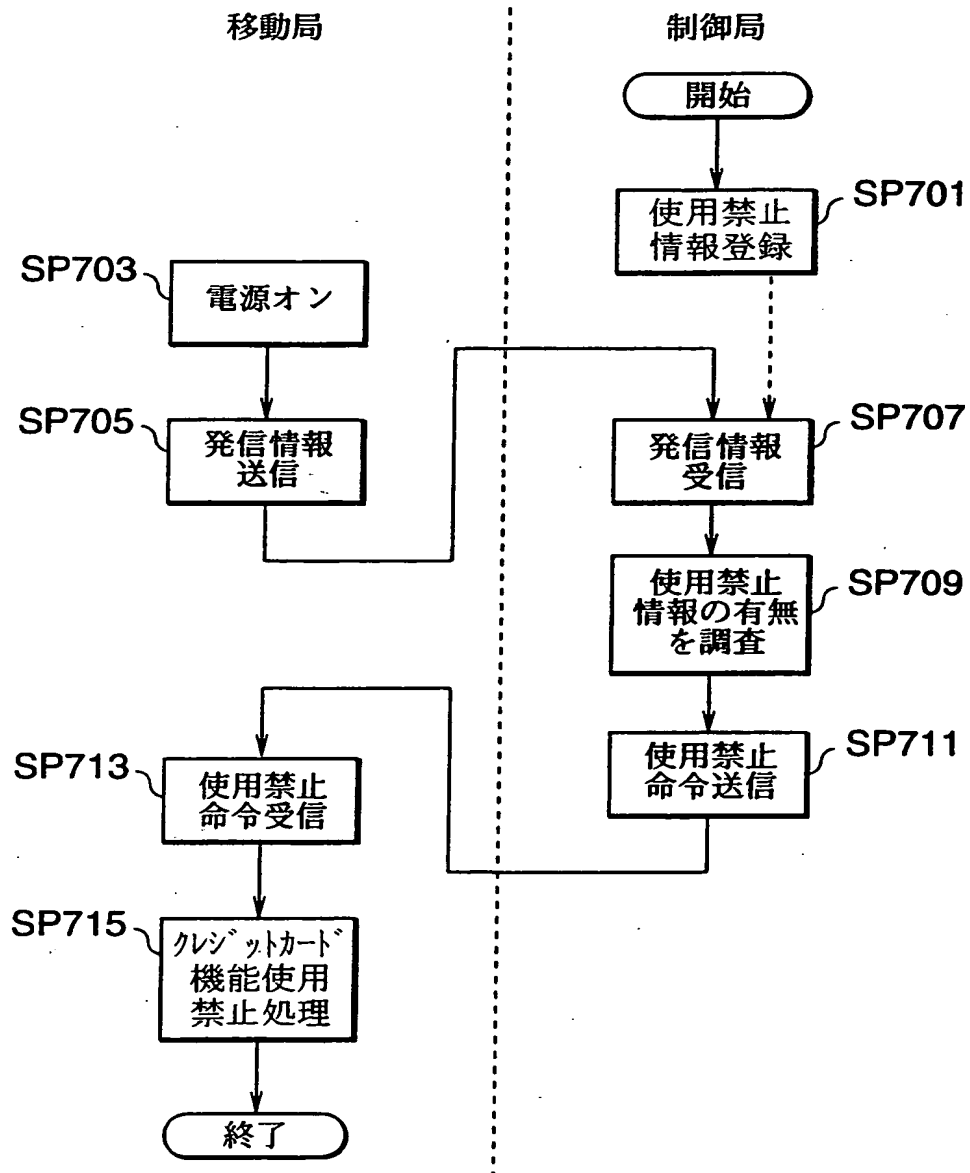 移動局
制御局
開始
SP701
使用禁止
情報登録
SP703
電源オン
SP705
発信情報
送信
SP707
発信情報
受信
SP709
使用禁止
情報の有無
を調査
SP711
使用禁止
命令送信
SP713
使用禁止
命令受信
SP715
クレジットカード
機能使用
禁止処理
終了